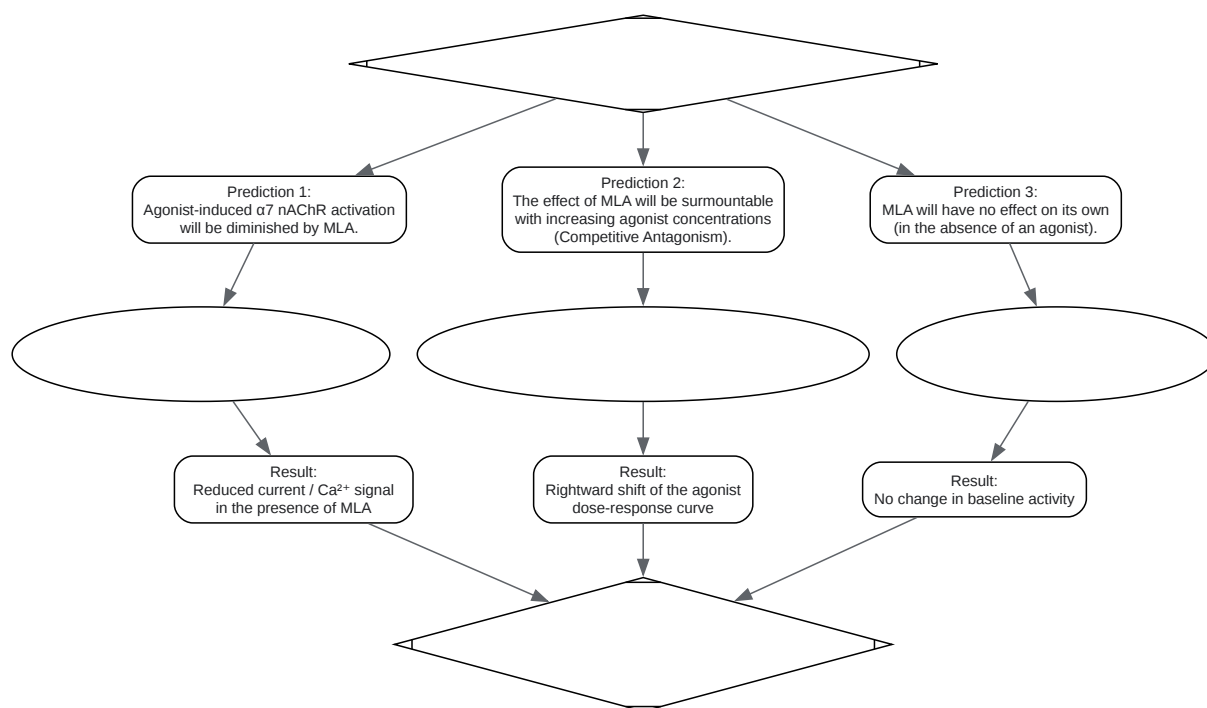 Prediction 1:
Agonist-induced α7 nAChR activation
will be diminished by MLA.
Prediction 2:
The effect of MLA will be surmountable
with increasing agonist concentrations
(Competitive Antagonism).
Prediction 3:
MLA will have no effect on its own
(in the absence of an agonist).
Result:
Reduced current / Ca²⁺ signal
in the presence of MLA
Result:
Rightward shift of the agonist
dose-response curve
Result:
No change in baseline activity